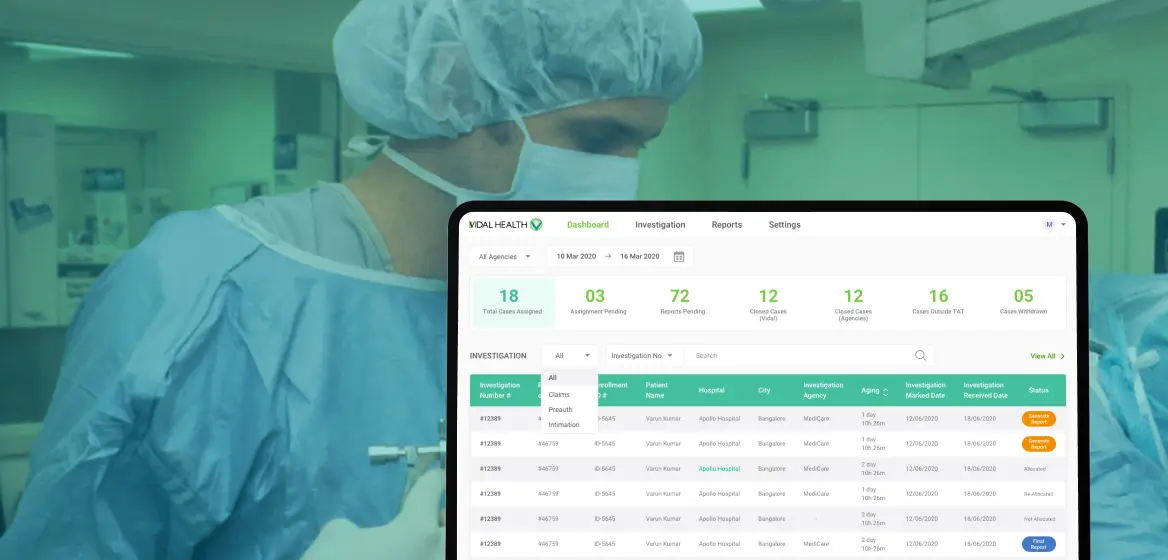 VIDAL HEALTH Dashboard Investigation Reports Settings M
All Agencies 10 Mar 2020 → 16 Mar 2020
18 03 72 12 12 16 05
Total Cases Assigned Assignment Pending Reports Pending Closed Cases (Vidal) Closed Cases (Agencies) Cases Outside TAT Cases Withdrawn
INVESTIGATION All Investigation No Search View All
All
Claims
Preauth
Intimation
Investigation Number # Patient Name Hospital City Investigation Agency Aging Investigation Marked Date Investigation Received Date Status
#12389 ID-5645 Varun Kumar Apollo Hospital Bangalore MediCare 1 day 10h 26m 12/06/2020 18/06/2020 Generate Report
#12389 #46759 ID-5645 Varun Kumar Apollo Hospital Bangalore MediCare 1 day 10h 26m 12/06/2020 18/06/2020 Generate Report
#12389 #46759 ID-5645 Varun Kumar Apollo Hospital Bangalore MediCare 2 day 10h 26m 12/06/2020 18/06/2020 Allocated
#12389 #46759 ID-5645 Varun Kumar Apollo Hospital Bangalore MediCare 1 day 10h 26m 12/06/2020 18/06/2020 Re-Allocated
#12389 #46759 ID-5645 Varun Kumar Apollo Hospital Bangalore - 2 day 10h 26m 12/06/2020 18/06/2020 Not Allocated
#12389 #46759 ID-5645 Varun Kumar Apollo Hospital Bangalore MediCare 2 day 10h 26m 12/06/2020 18/06/2020 Final Report